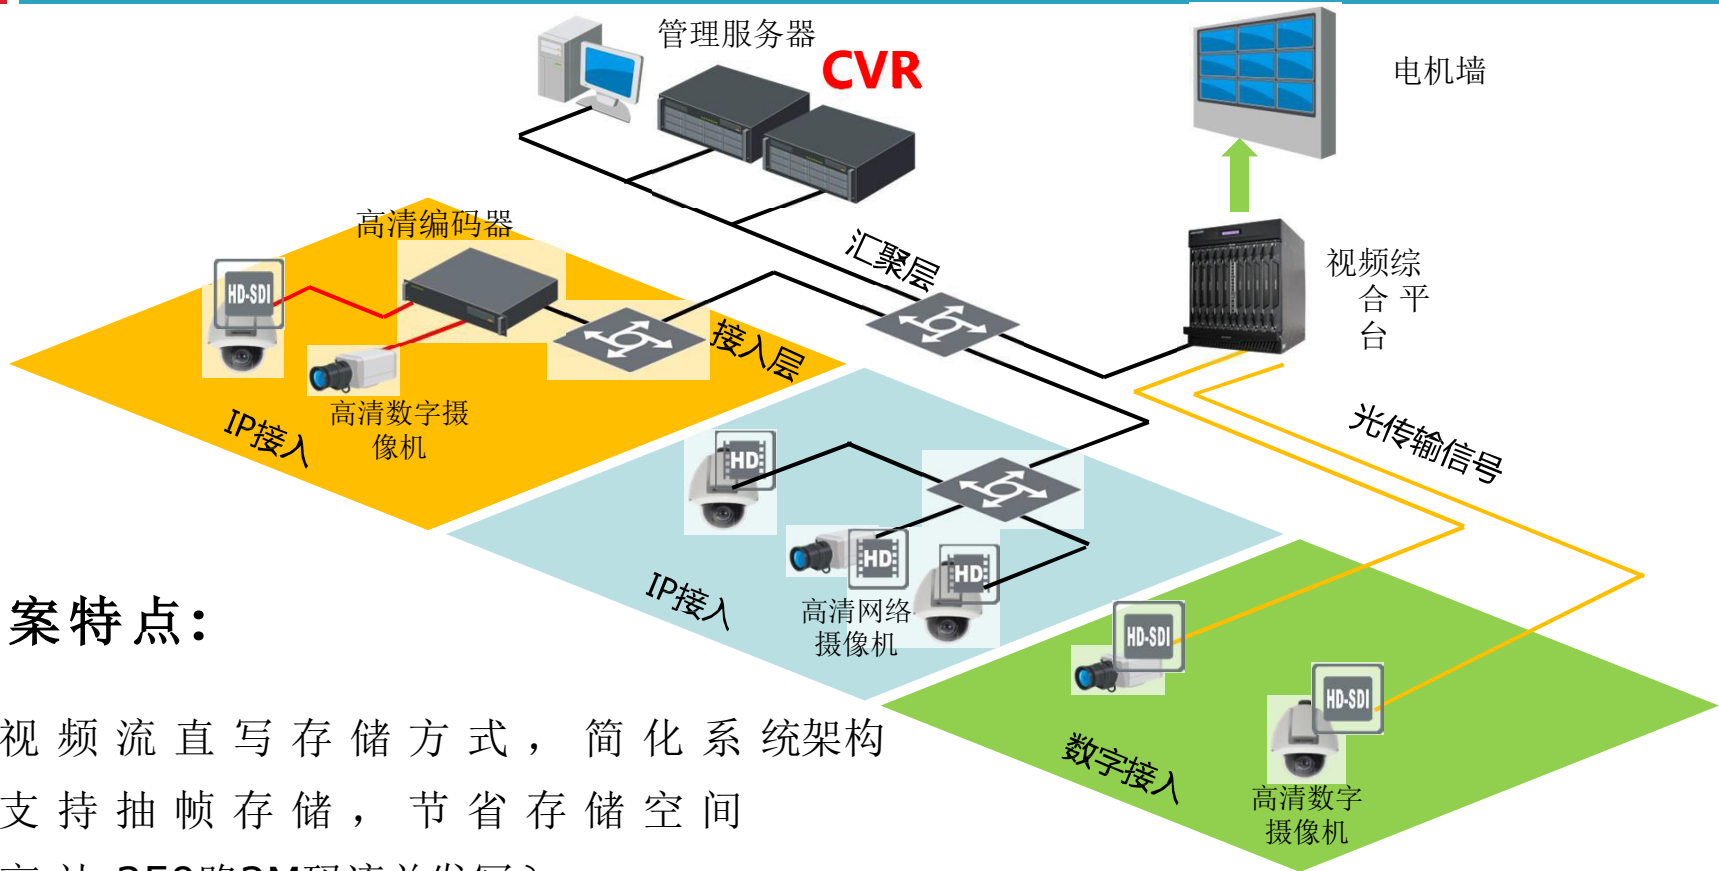 管理服务器
CVR
电机墙
高清编码器
汇聚层
视频综
合 平
台
HD-SDI
接入层
高清数字摄
像机
IP接入
光传输信号
HD
HD
HD
IP接入
高清网络
摄像机
案特点:
HD-SDI
HD-SDI
视频流直写存储方式，简化系统架构
数字接入
支持抽帧存储，节省存储空间
高清数字
摄像机